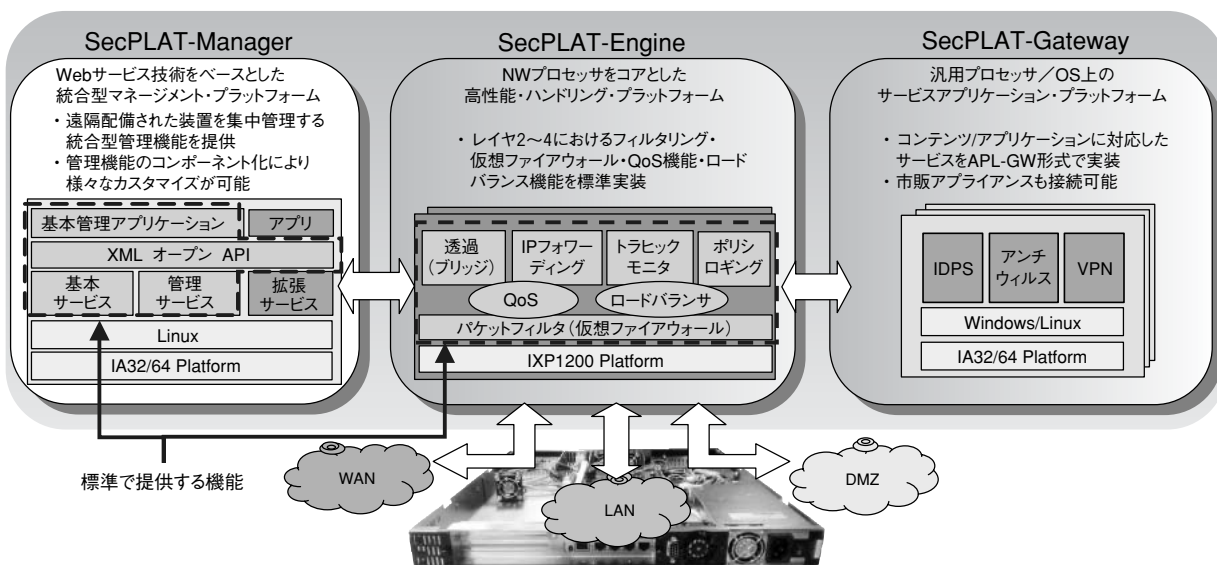 SecPLAT-Manager
Webサービス技術をベースとした
統合型マネージメント・プラットフォーム
・遠隔配備された装置を集中管理する
統合型管理機能を提供
・管理機能のコンポーネント化により
様々なカスタマイズが可能
基本管理アプリケーション
アプリ
XML オープン API
基本
サービス
管理
サービス
拡張
サービス
Linux
IA32/64 Platform
標準で提供する機能
SecPLAT-Engine
NWプロセッサをコアとした
高性能・ハンドリング・プラットフォーム
・レイヤ2～4におけるフィルタリング・
仮想ファイアウォール・QoS機能・ロード
バランス機能を標準実装
透過
(ブリッジ)
IPフォワー
ディング
トラヒック
モニタ
ポリシ
ロギング
QoS
ロードバランサ
パケットフィルタ(仮想ファイアウォール)
IXP1200 Platform
SecPLAT-Gateway
汎用プロセッサ／OS上の
サービスアプリケーション・プラットフォーム
・コンテンツ/アプリケーションに対応した
サービスをAPL-GW形式で実装
・市販アプライアンスも接続可能
IDPS
アンチ
ウィルス
VPN
Windows/Linux
IA32/64 Platform
WAN
LAN
DMZ